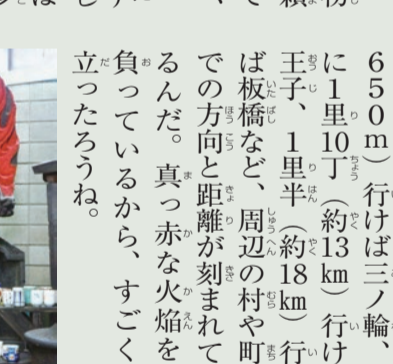 650m）行けば三ノ輪、
に1里10丁（約13km）行け
王子、1里半（約18km）行
ば板橋など、周辺の村や町
での方向と距離が刻まれて
るんだ。真っ赤な火焔を
負っているから、すごく
立ったろうね。